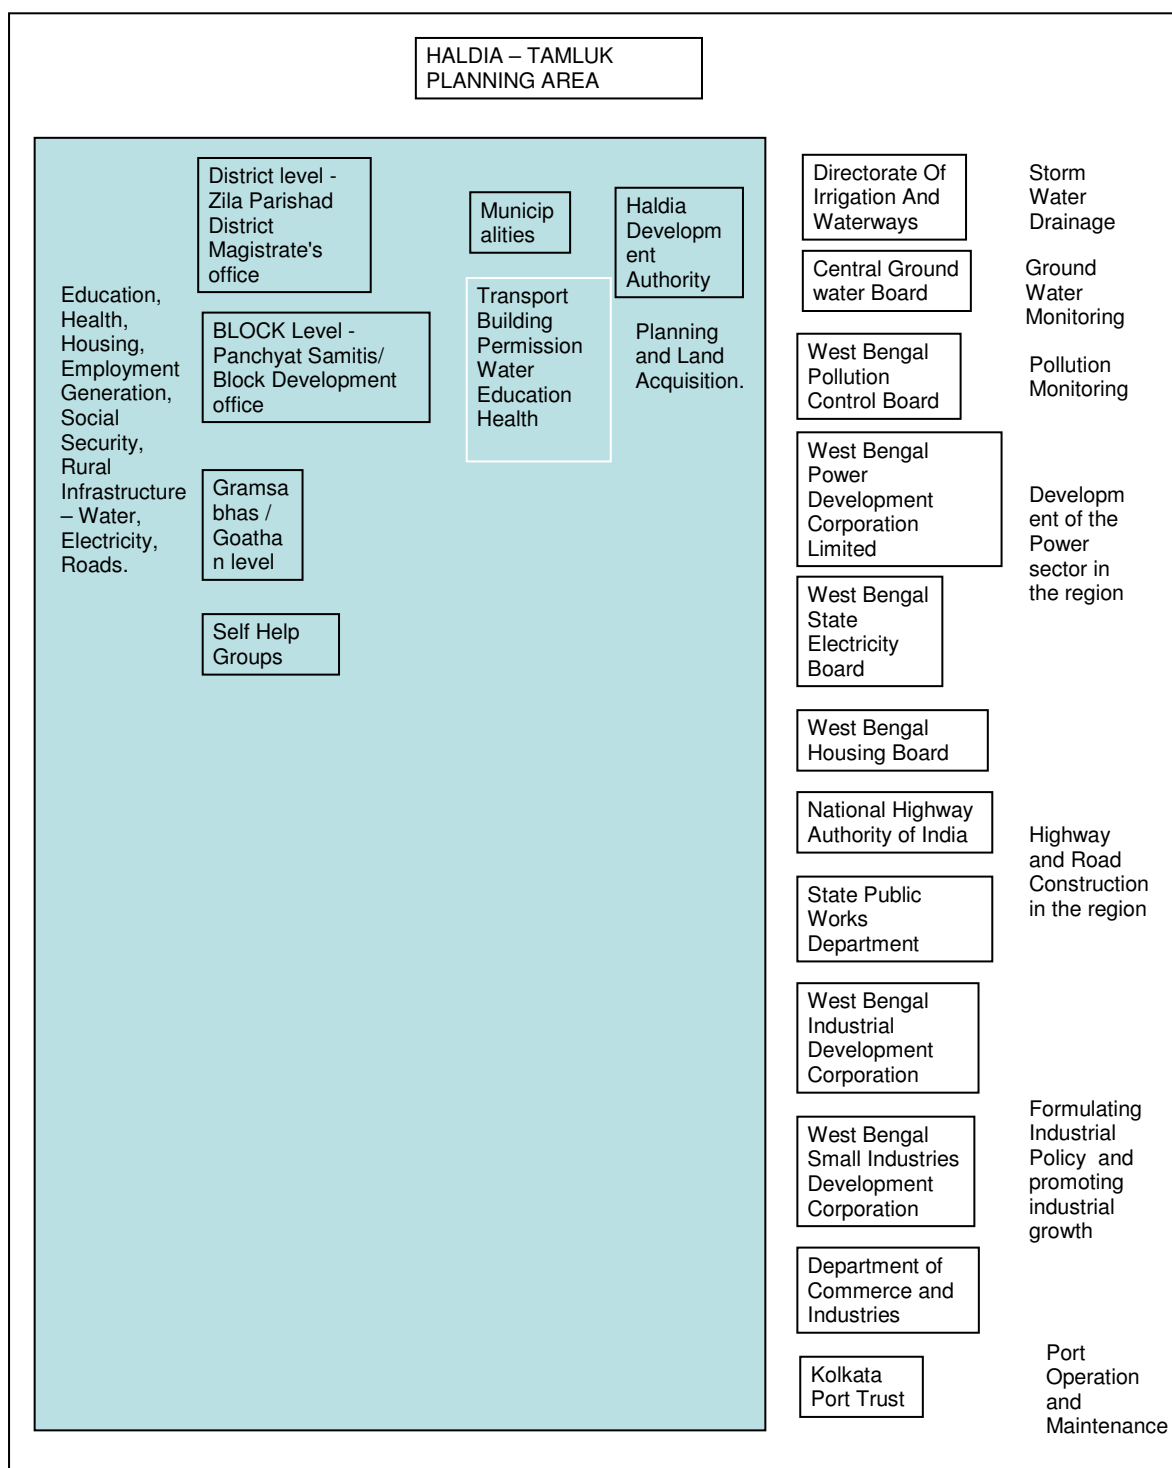 HALDIA – TAMLUK
PLANNING AREA
Education,
Health,
Housing,
Employment
Generation,
Social
Security,
Rural
Infrastructure
– Water,
Electricity,
Roads.
District level -
Zila Parishad
District
Magistrate's
office
BLOCK Level -
Panchyat Samitis/
Block Development
office
Gramsa
bhas /
Goatha
n level
Self Help
Groups
Municip
alities
Transport
Building
Permission
Water
Education
Health
Haldia
Developm
ent
Authority
Planning
and Land
Acquisition.
Directorate Of
Irrigation And
Waterways
Storm
Water
Drainage
Central Ground
water Board
Ground
Water
Monitoring
West Bengal
Pollution
Control Board
Pollution
Monitoring
West Bengal
Power
Development
Corporation
Limited
Developm
ent of the
Power
sector in
the region
West Bengal
State
Electricity
Board
West Bengal
Housing Board
National Highway
Authority of India
Highway
and Road
Construction
in the region
State Public
Works
Department
West Bengal
Industrial
Development
Corporation
West Bengal
Small Industries
Development
Corporation
Formulating
Industrial
Policy  and
promoting
industrial
growth
Department of
Commerce and
Industries
Kolkata
Port Trust
Port
Operation
and
Maintenance